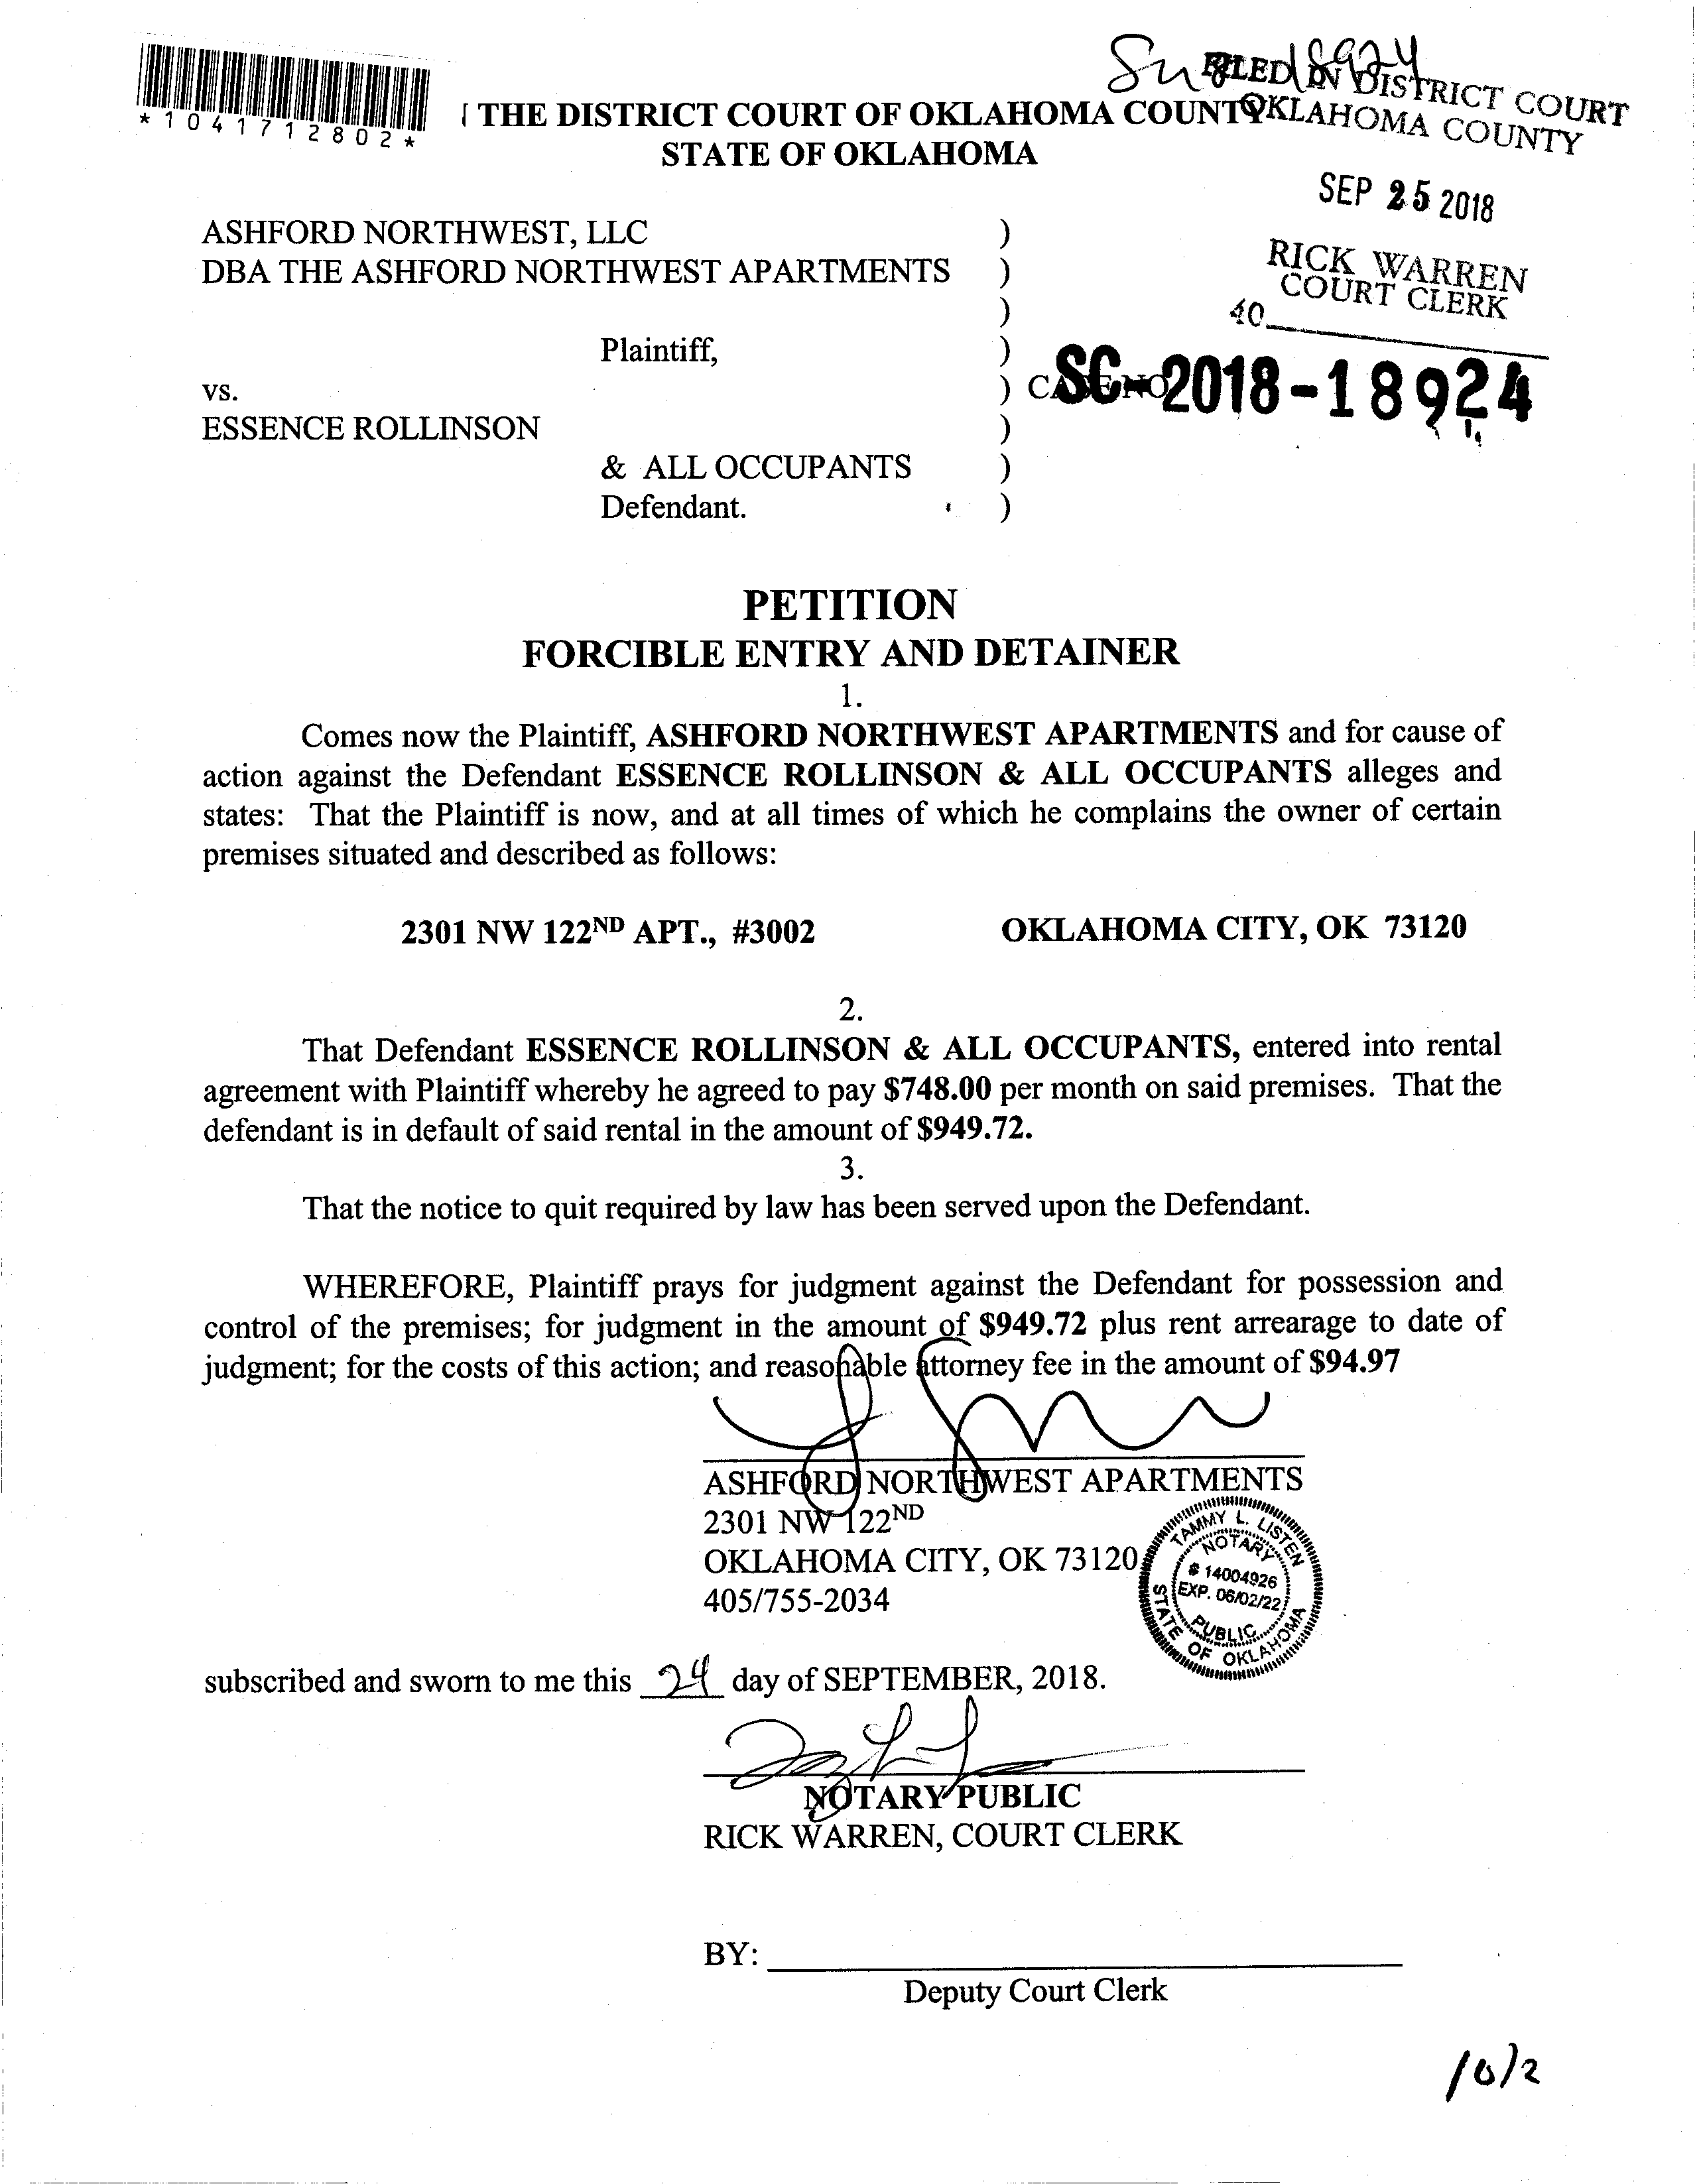 *1041712802*
18924
FILED IN DISTRICT COURT
OKLAHOMA COUNTY
THE DISTRICT COURT OF OKLAHOMA COUNTY
STATE OF OKLAHOMA
SEP 25 2018
RICK WARREN
COURT CLERK
40
ASHFORD NORTHWEST, LLC )
DBA THE ASHFORD NORTHWEST APARTMENTS )
)
Plaintiff, )
vs. ) CASE NO
SC-2018-18924
ESSENCE ROLLINSON )
& ALL OCCUPANTS )
Defendant. )
PETITION
FORCIBLE ENTRY AND DETAINER
1.
Comes now the Plaintiff, ASHFORD NORTHWEST APARTMENTS and for cause of
action against the Defendant ESSENCE ROLLINSON & ALL OCCUPANTS alleges and
states: That the Plaintiff is now, and at all times of which he complains the owner of certain
premises situated and described as follows:
2301 NW 122ND APT., #3002 OKLAHOMA CITY, OK 73120
2.
That Defendant ESSENCE ROLLINSON & ALL OCCUPANTS, entered into rental
agreement with Plaintiff whereby he agreed to pay $748.00 per month on said premises. That the
defendant is in default of said rental in the amount of $949.72.
3.
That the notice to quit required by law has been served upon the Defendant.
WHEREFORE, Plaintiff prays for judgment against the Defendant for possession and
control of the premises; for judgment in the amount of $949.72 plus rent arrearage to date of
judgment; for the costs of this action; and reasonable attorney fee in the amount of $94.97
ASHFORD NORTHWEST APARTMENTS
2301 NW 122ND
OKLAHOMA CITY, OK 73120
405/755-2034
TAMMY L. LISTEN
NOTARY
# 14004926
EXP. 06/02/22
PUBLIC
STATE OF OKLAHOMA
subscribed and sworn to me this 24 day of SEPTEMBER, 2018.
NOTARY PUBLIC
RICK WARREN, COURT CLERK
BY:
Deputy Court Clerk
10/2